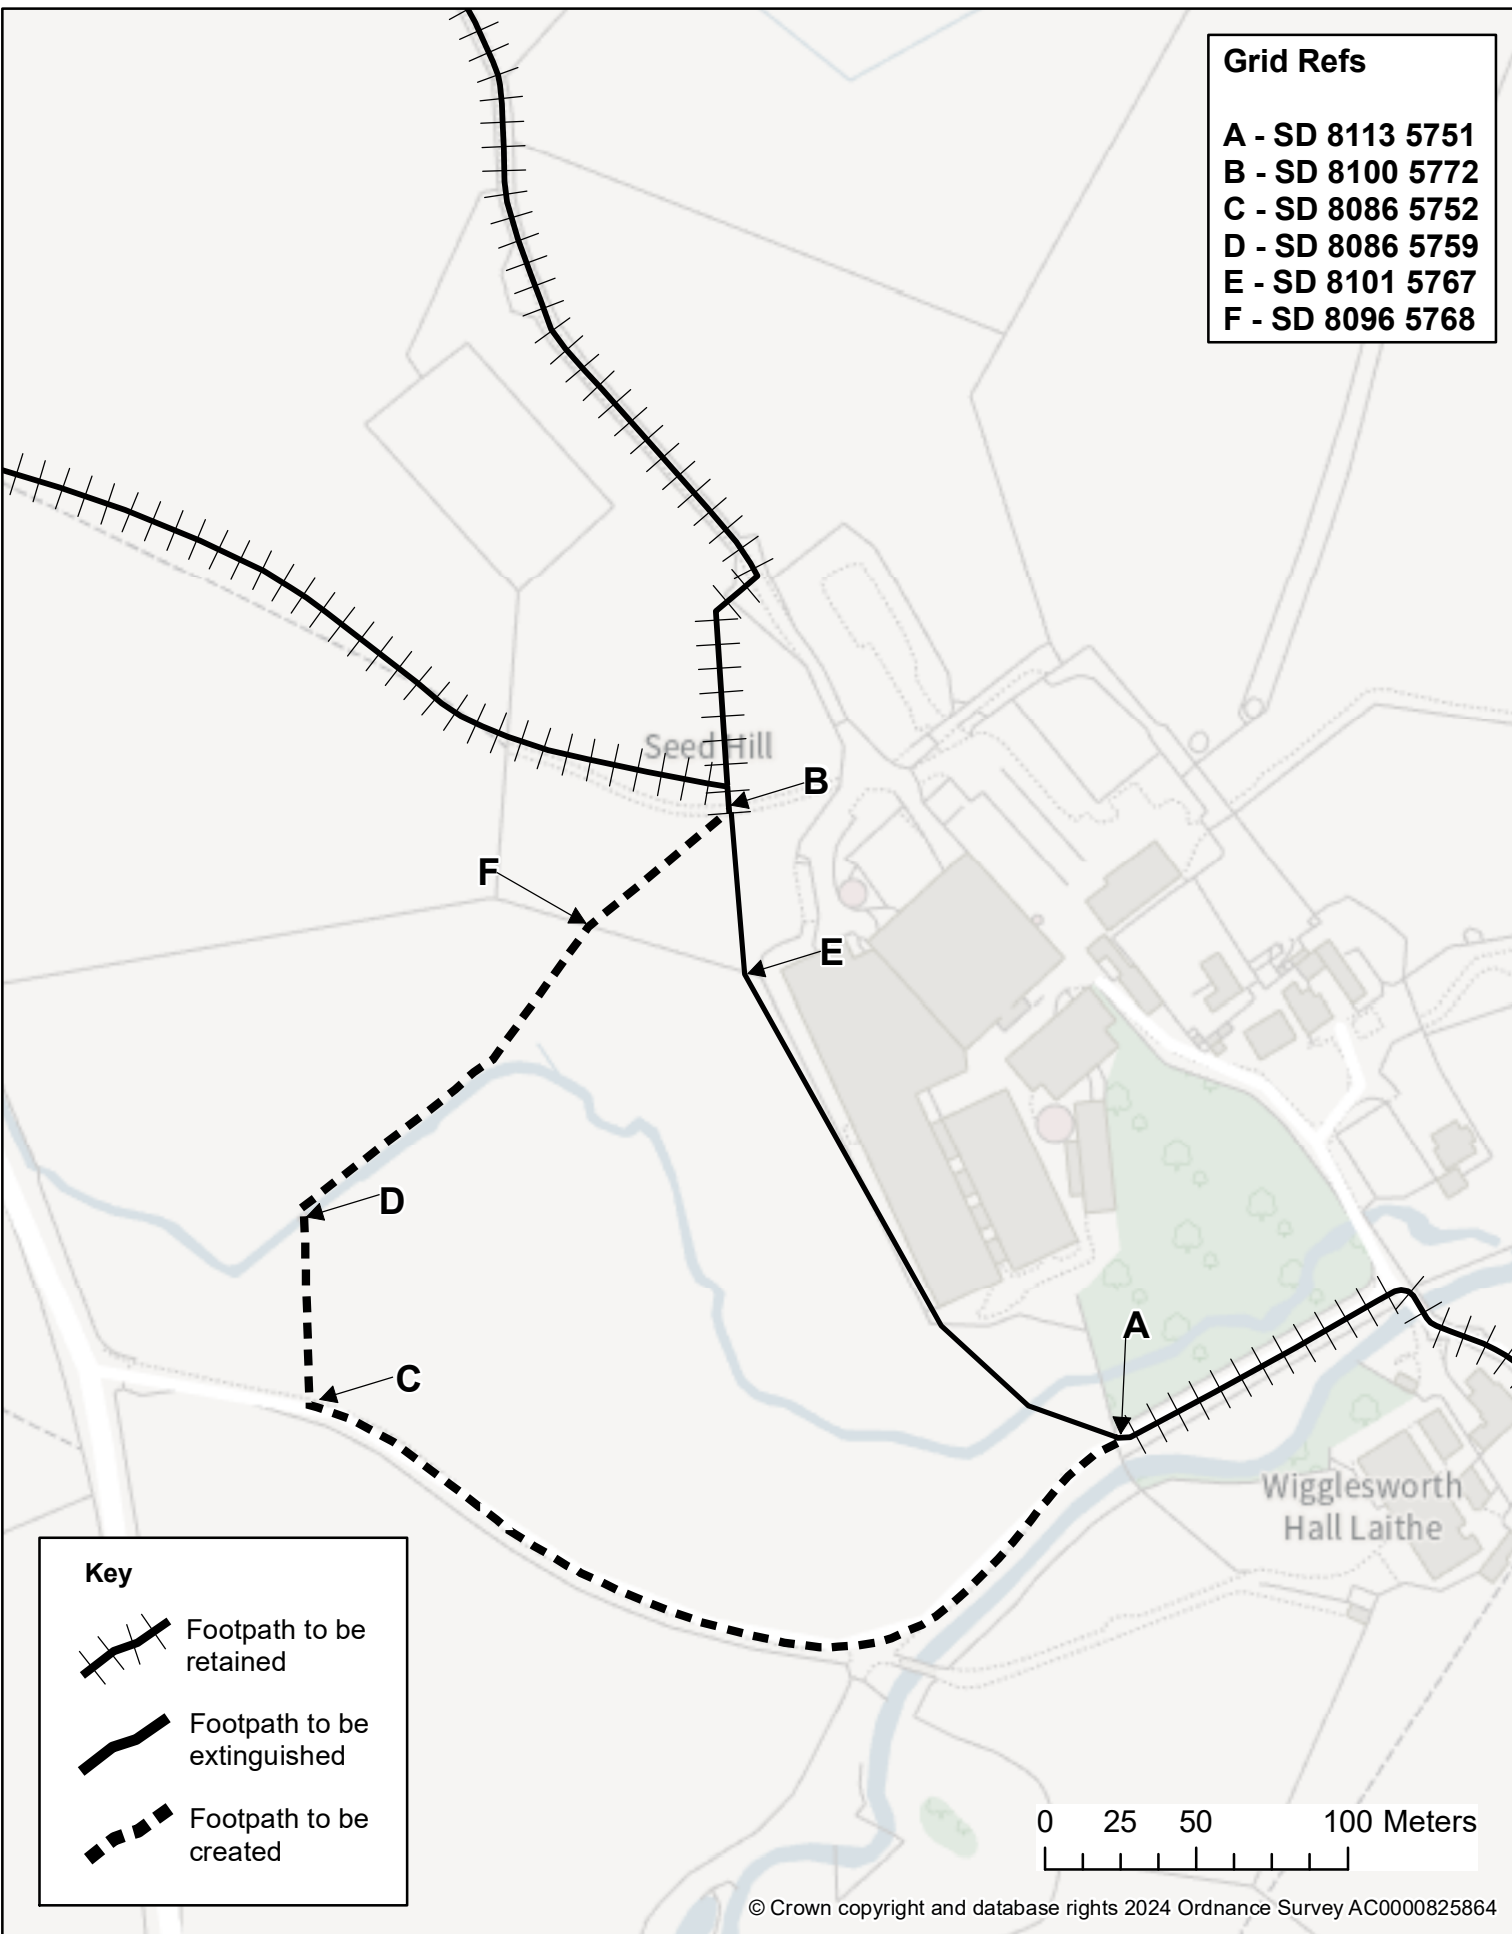 Grid Refs
A - SD 8113 5751
B - SD 8100 5772
C - SD 8086 5752
D - SD 8086 5759
E - SD 8101 5767
F - SD 8096 5768
Seed Hill
B
F
E
D
A
C
Wigglesworth
Hall Laithe
Key
Footpath to be
retained
Footpath to be
extinguished
Footpath to be
created
0 25 50 100 Meters
© Crown copyright and database rights 2024 Ordnance Survey AC0000825864